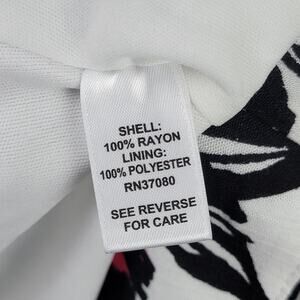 SHELL:
100% RAYON
LINING:
100% POLYESTER
RN37080
SEE REVERSE
FOR CARE